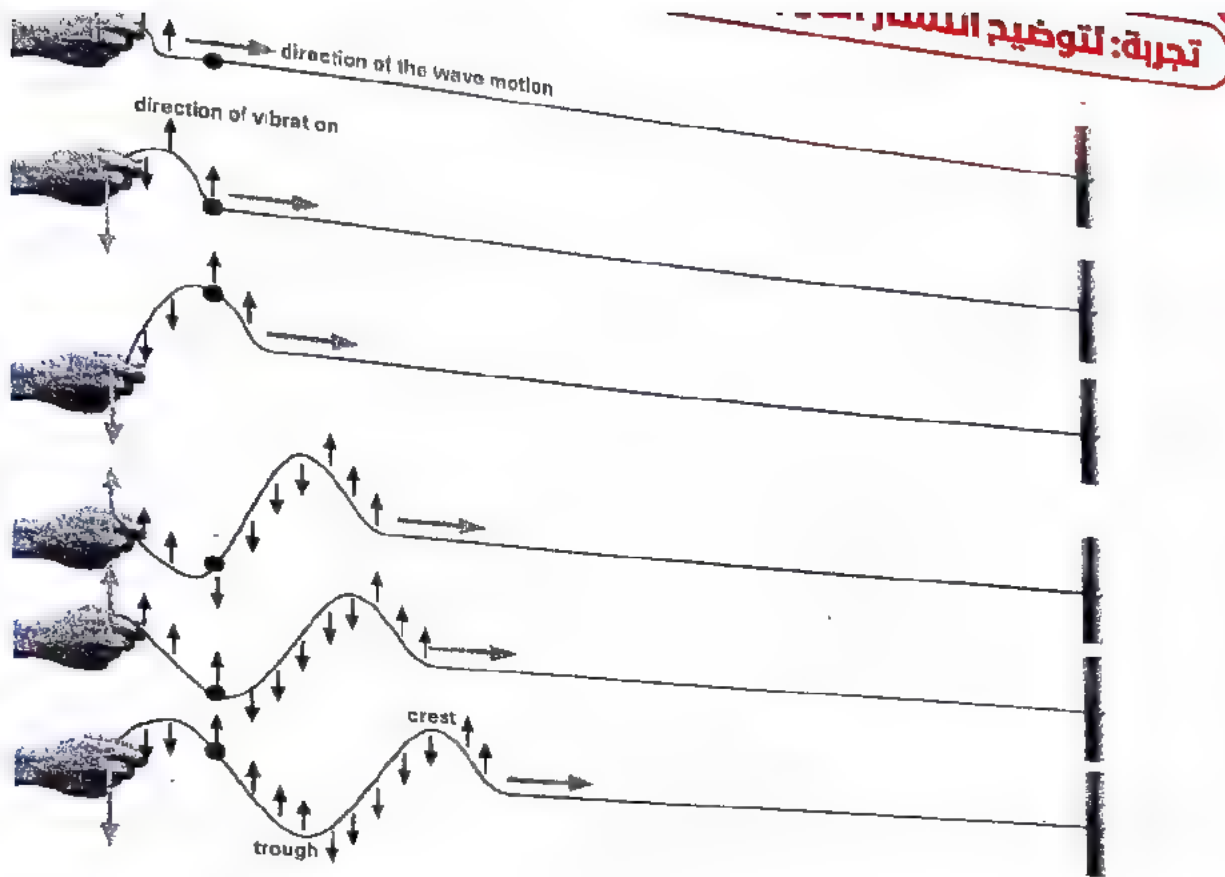 تجربة: لتوضيح
direction of the wave motion
direction of vibrat on
crest
trough